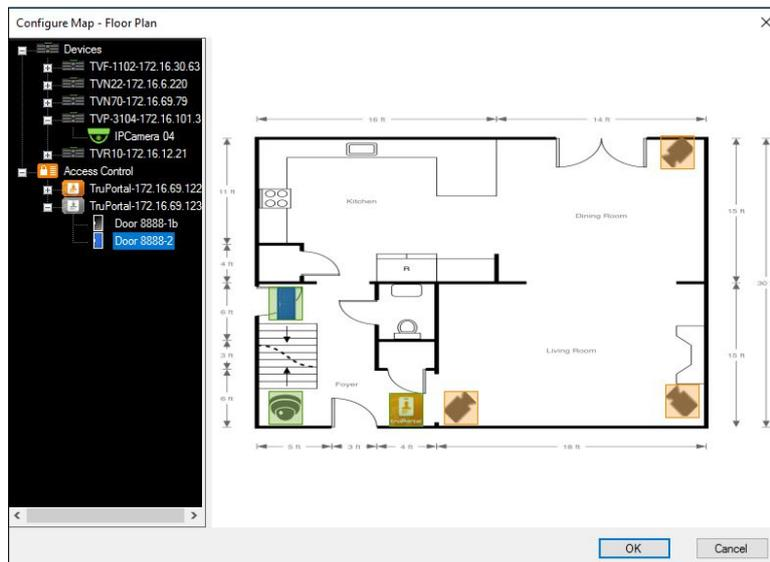 Configure Map - Floor Plan
Devices
TVF-1102-172.16.30.63
TVN22-172.16.6.220
TVN70-172.16.69.79
TVP-3104-172.16.101.3
IPCamera 04
TVR10-172.16.12.21
Access Control
TruPortal-172.16.69.122
TruPortal-172.16.69.123
Door 8888-1b
Door 8888-2
16 ft
14 ft
11 ft
Kitchen
Dining Room
15 ft
4 ft
R
30
6 ft
3 ft
Living Room
15 ft
Foyer
6 ft
TruPortal
5 ft
3 ft
4 ft
18 ft
OK
Cancel